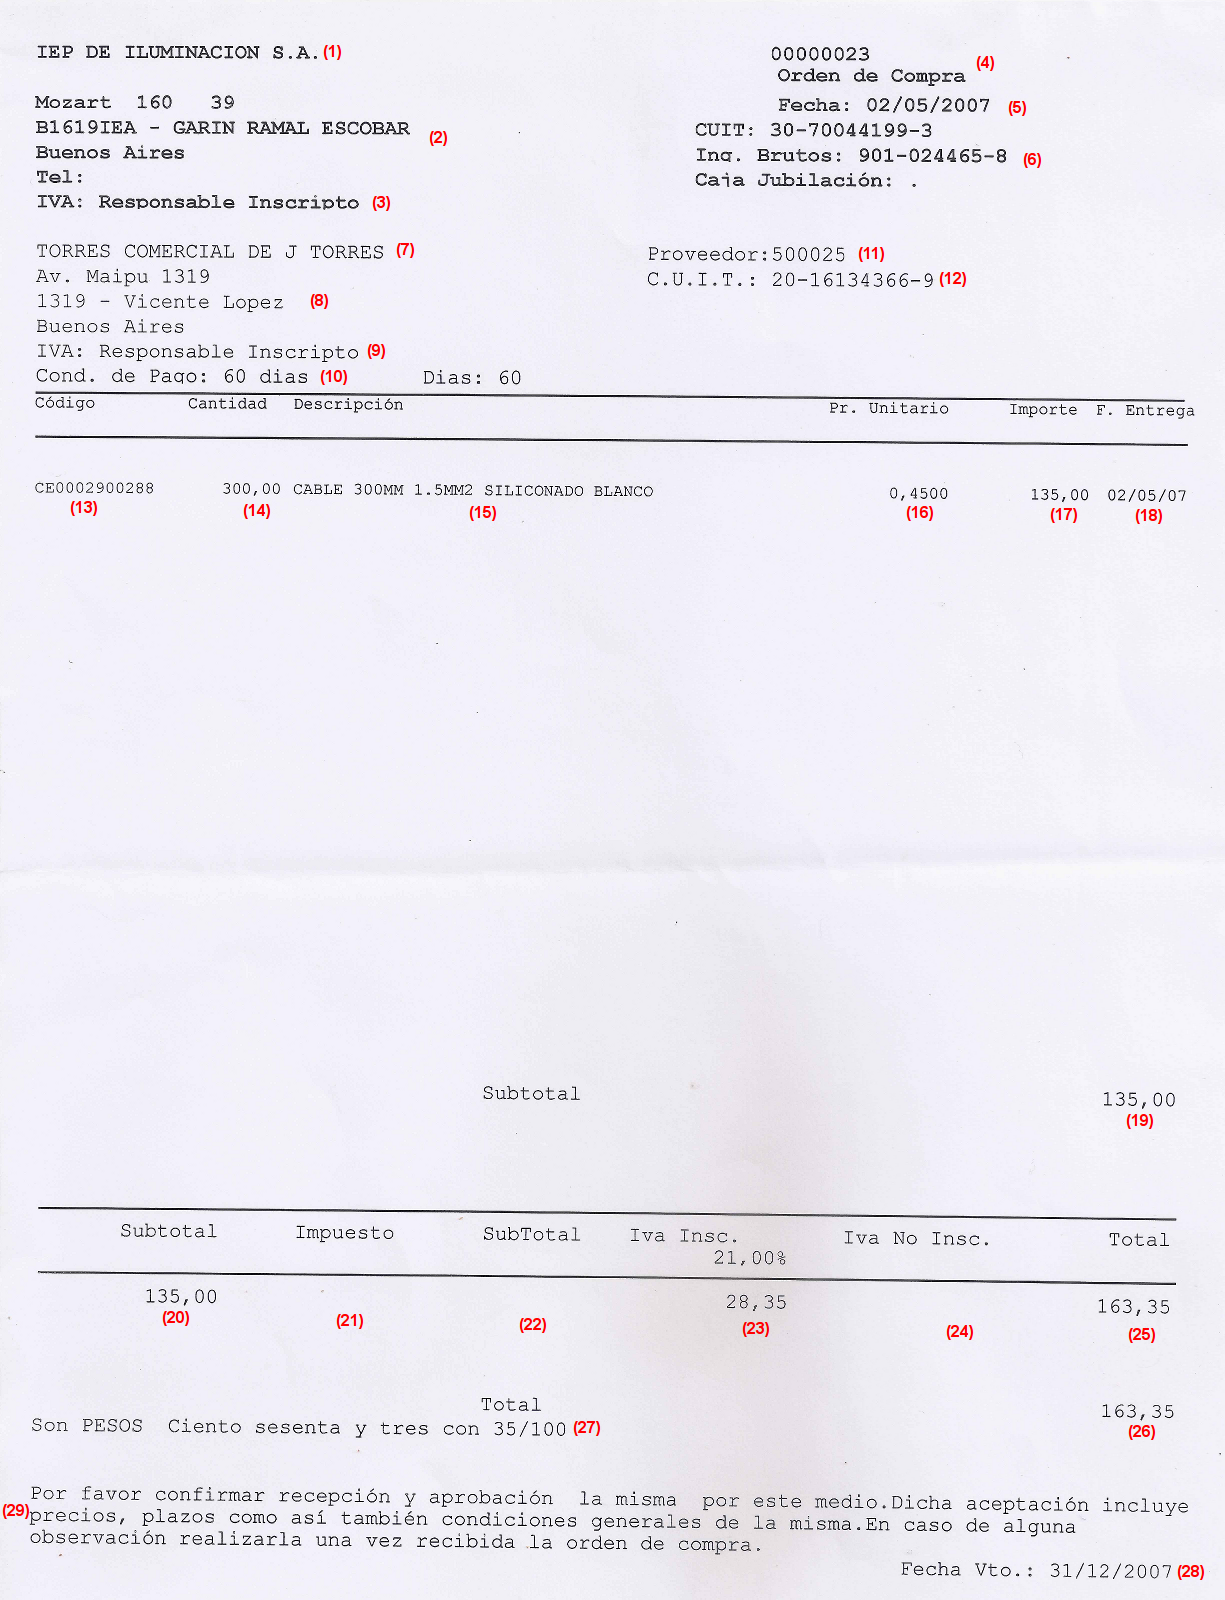 IEP DE ILUMINACION S.A. (1)
00000023
Orden de Compra (4)
Mozart 160 39
Fecha: 02/05/2007 (5)
B1619IEA - GARIN RAMAL ESCOBAR (2)
CUIT: 30-70044199-3
Buenos Aires
Ing. Brutos: 901-024465-8 (6)
Tel:
Caja Jubilación: .
IVA: Responsable Inscripto (3)
TORRES COMERCIAL DE J TORRES (7)
Proveedor:500025 (11)
Av. Maipu 1319
C.U.I.T.: 20-16134366-9 (12)
1319 - Vicente Lopez (8)
Buenos Aires
IVA: Responsable Inscripto (9)
Cond. de Pago: 60 dias (10) Dias: 60
Código Cantidad Descripción Pr. Unitario Importe F. Entrega
CE0002900288 300,00 CABLE 300MM 1.5MM2 SILICONADO BLANCO 0,4500 135,00 02/05/07
(13) (14) (15) (16) (17) (18)
Subtotal 135,00
(19)
Subtotal Impuesto SubTotal Iva Insc. Iva No Insc. Total
21,00%
135,00 28,35 163,35
(20) (21) (22) (23) (24) (25)
Total 163,35
Son PESOS Ciento sesenta y tres con 35/100 (27) (26)
Por favor confirmar recepción y aprobación la misma por este medio.Dicha aceptación incluye
(29) precios, plazos como así también condiciones generales de la misma.En caso de alguna
observación realizarla una vez recibida la orden de compra.
Fecha Vto.: 31/12/2007 (28)